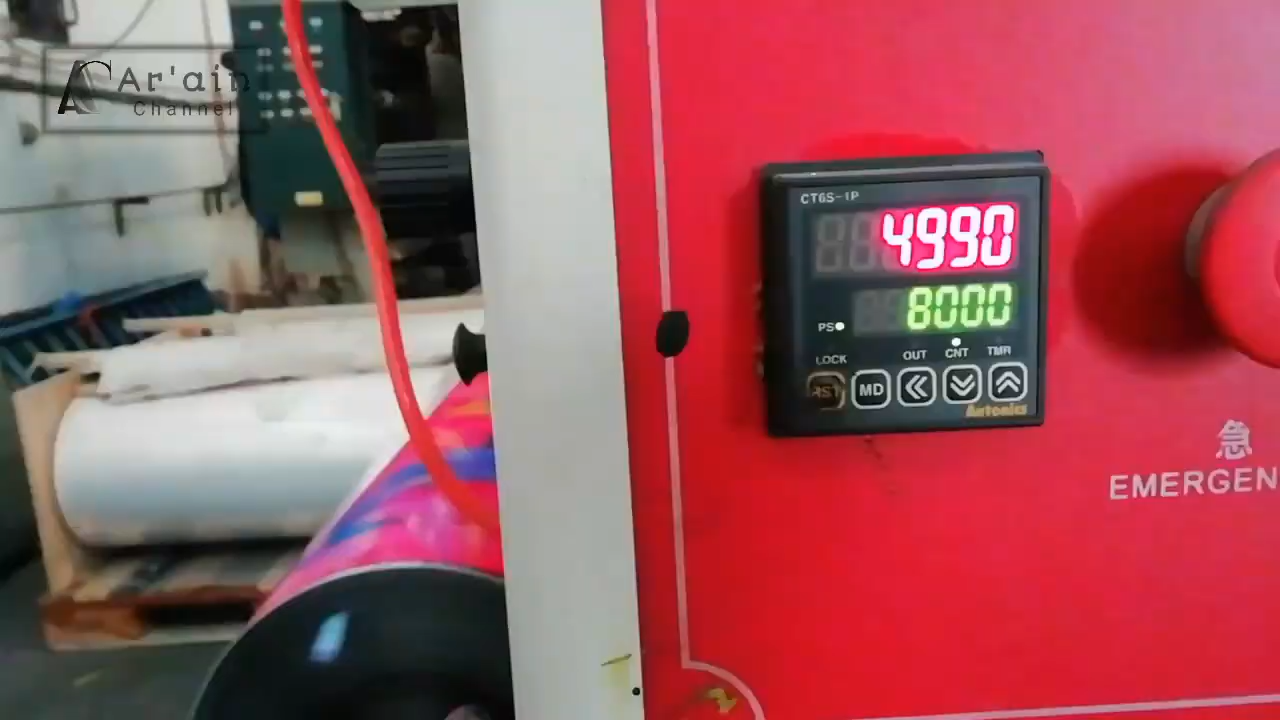 Ar'ain
Channel
CT6S-1P
4990
8000
PS
LOCK
OUT CNT TMR
RST MD
Autonics
急
EMERGEN